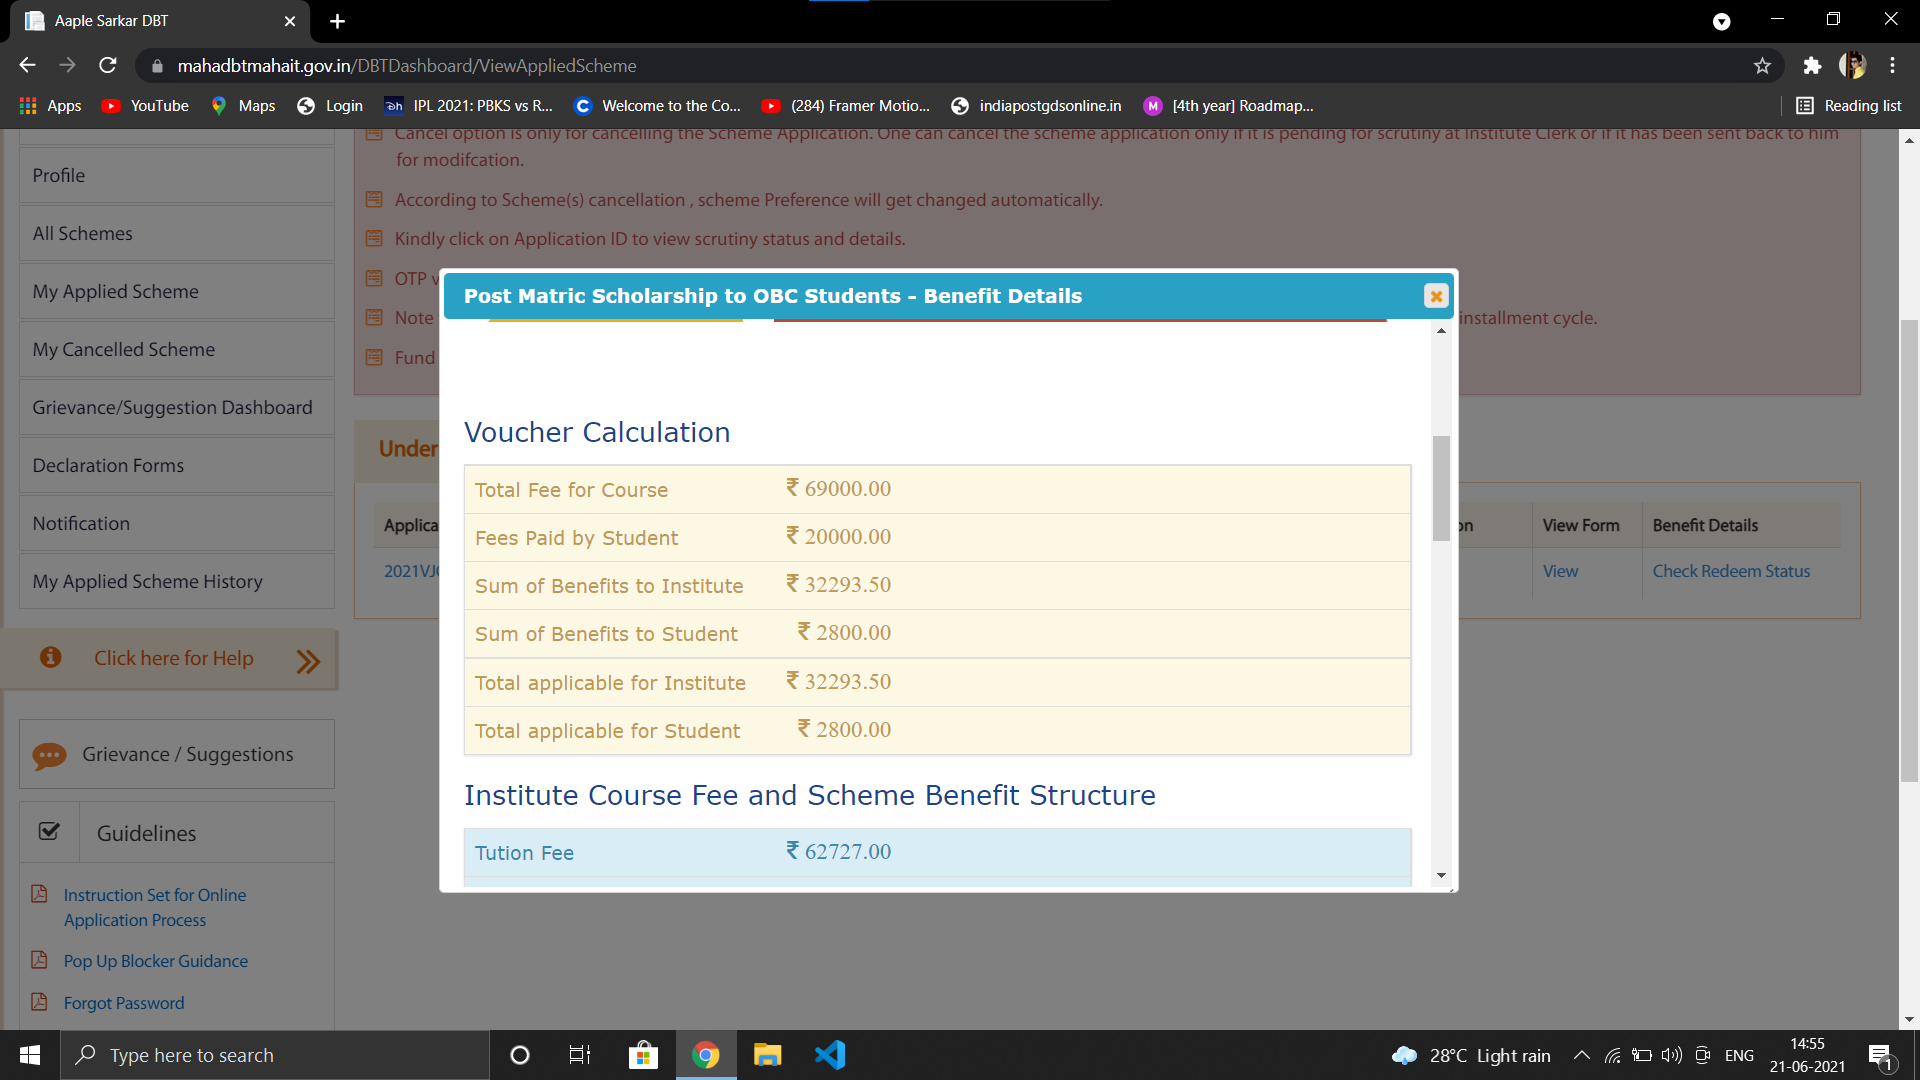 Aaple Sarkar DBT
mahadbtmahait.gov.in/DBTDashboard/ViewAppliedScheme
Apps YouTube Maps Login IPL 2021: PBKS vs R... Welcome to the Co... (284) Framer Motio... indiapostgdsonline.in [4th year] Roadmap... Reading list
Cancel option is only for cancelling the Scheme Application. One can cancel the scheme application only if it is pending for scrutiny at Institute Clerk or if it has been sent back to him
for modifcation.
According to Scheme(s) cancellation , scheme Preference will get changed automatically.
Kindly click on Application ID to view scrutiny status and details.
OTP v
Note
installment cycle.
Fund
Profile
All Schemes
My Applied Scheme
My Cancelled Scheme
Grievance/Suggestion Dashboard
Declaration Forms
Notification
My Applied Scheme History
Click here for Help
Grievance / Suggestions
Guidelines
Instruction Set for Online
Application Process
Pop Up Blocker Guidance
Forgot Password
Under
Applica
on View Form Benefit Details
2021VJ
View Check Redeem Status
Post Matric Scholarship to OBC Students - Benefit Details
Voucher Calculation
Total Fee for Course ₹ 69000.00
Fees Paid by Student ₹ 20000.00
Sum of Benefits to Institute ₹ 32293.50
Sum of Benefits to Student ₹ 2800.00
Total applicable for Institute ₹ 32293.50
Total applicable for Student ₹ 2800.00
Institute Course Fee and Scheme Benefit Structure
Tution Fee ₹ 62727.00
Type here to search
28°C Light rain
ENG
14:55
21-06-2021
1